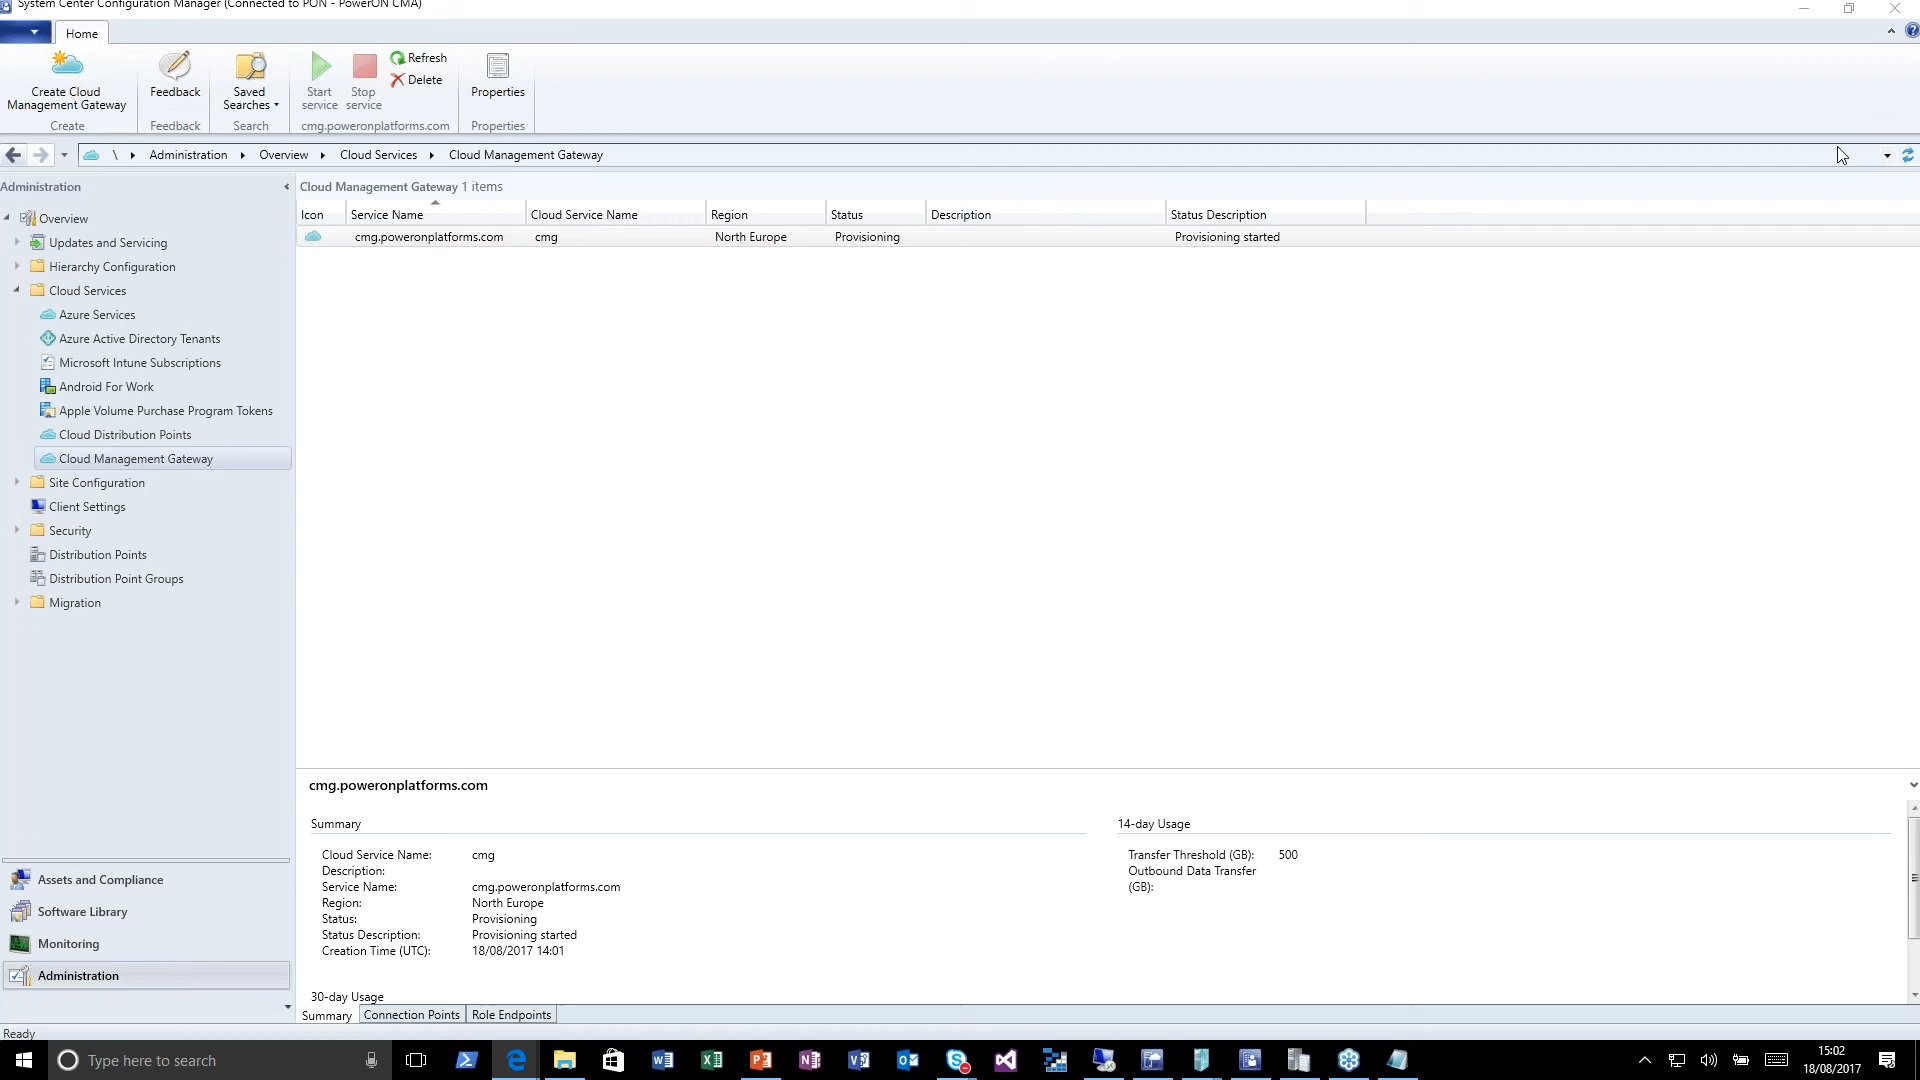 System Center Configuration Manager (Connected to PON - PowerON CMA)
Home
Create Cloud
Management Gateway
Feedback
Saved
Searches
Start
service
Stop
service
Refresh
Delete
Properties
Create
Feedback
Search
cmg.poweronplatforms.com
Properties
\ Administration Overview Cloud Services Cloud Management Gateway
Administration
Overview
Updates and Servicing
Hierarchy Configuration
Cloud Services
Azure Services
Azure Active Directory Tenants
Microsoft Intune Subscriptions
Android For Work
Apple Volume Purchase Program Tokens
Cloud Distribution Points
Cloud Management Gateway
Site Configuration
Client Settings
Security
Distribution Points
Distribution Point Groups
Migration
Assets and Compliance
Software Library
Monitoring
Administration
Cloud Management Gateway 1 items
Icon Service Name Cloud Service Name Region Status Description Status Description
cmg.poweronplatforms.com cmg North Europe Provisioning Provisioning started
cmg.poweronplatforms.com
Summary
Cloud Service Name: cmg
Description:
Service Name: cmg.poweronplatforms.com
Region: North Europe
Status: Provisioning
Status Description: Provisioning started
Creation Time (UTC): 18/08/2017 14:01
14-day Usage
Transfer Threshold (GB): 500
Outbound Data Transfer
(GB):
30-day Usage
Summary Connection Points Role Endpoints
Ready
Type here to search
15:02
18/08/2017